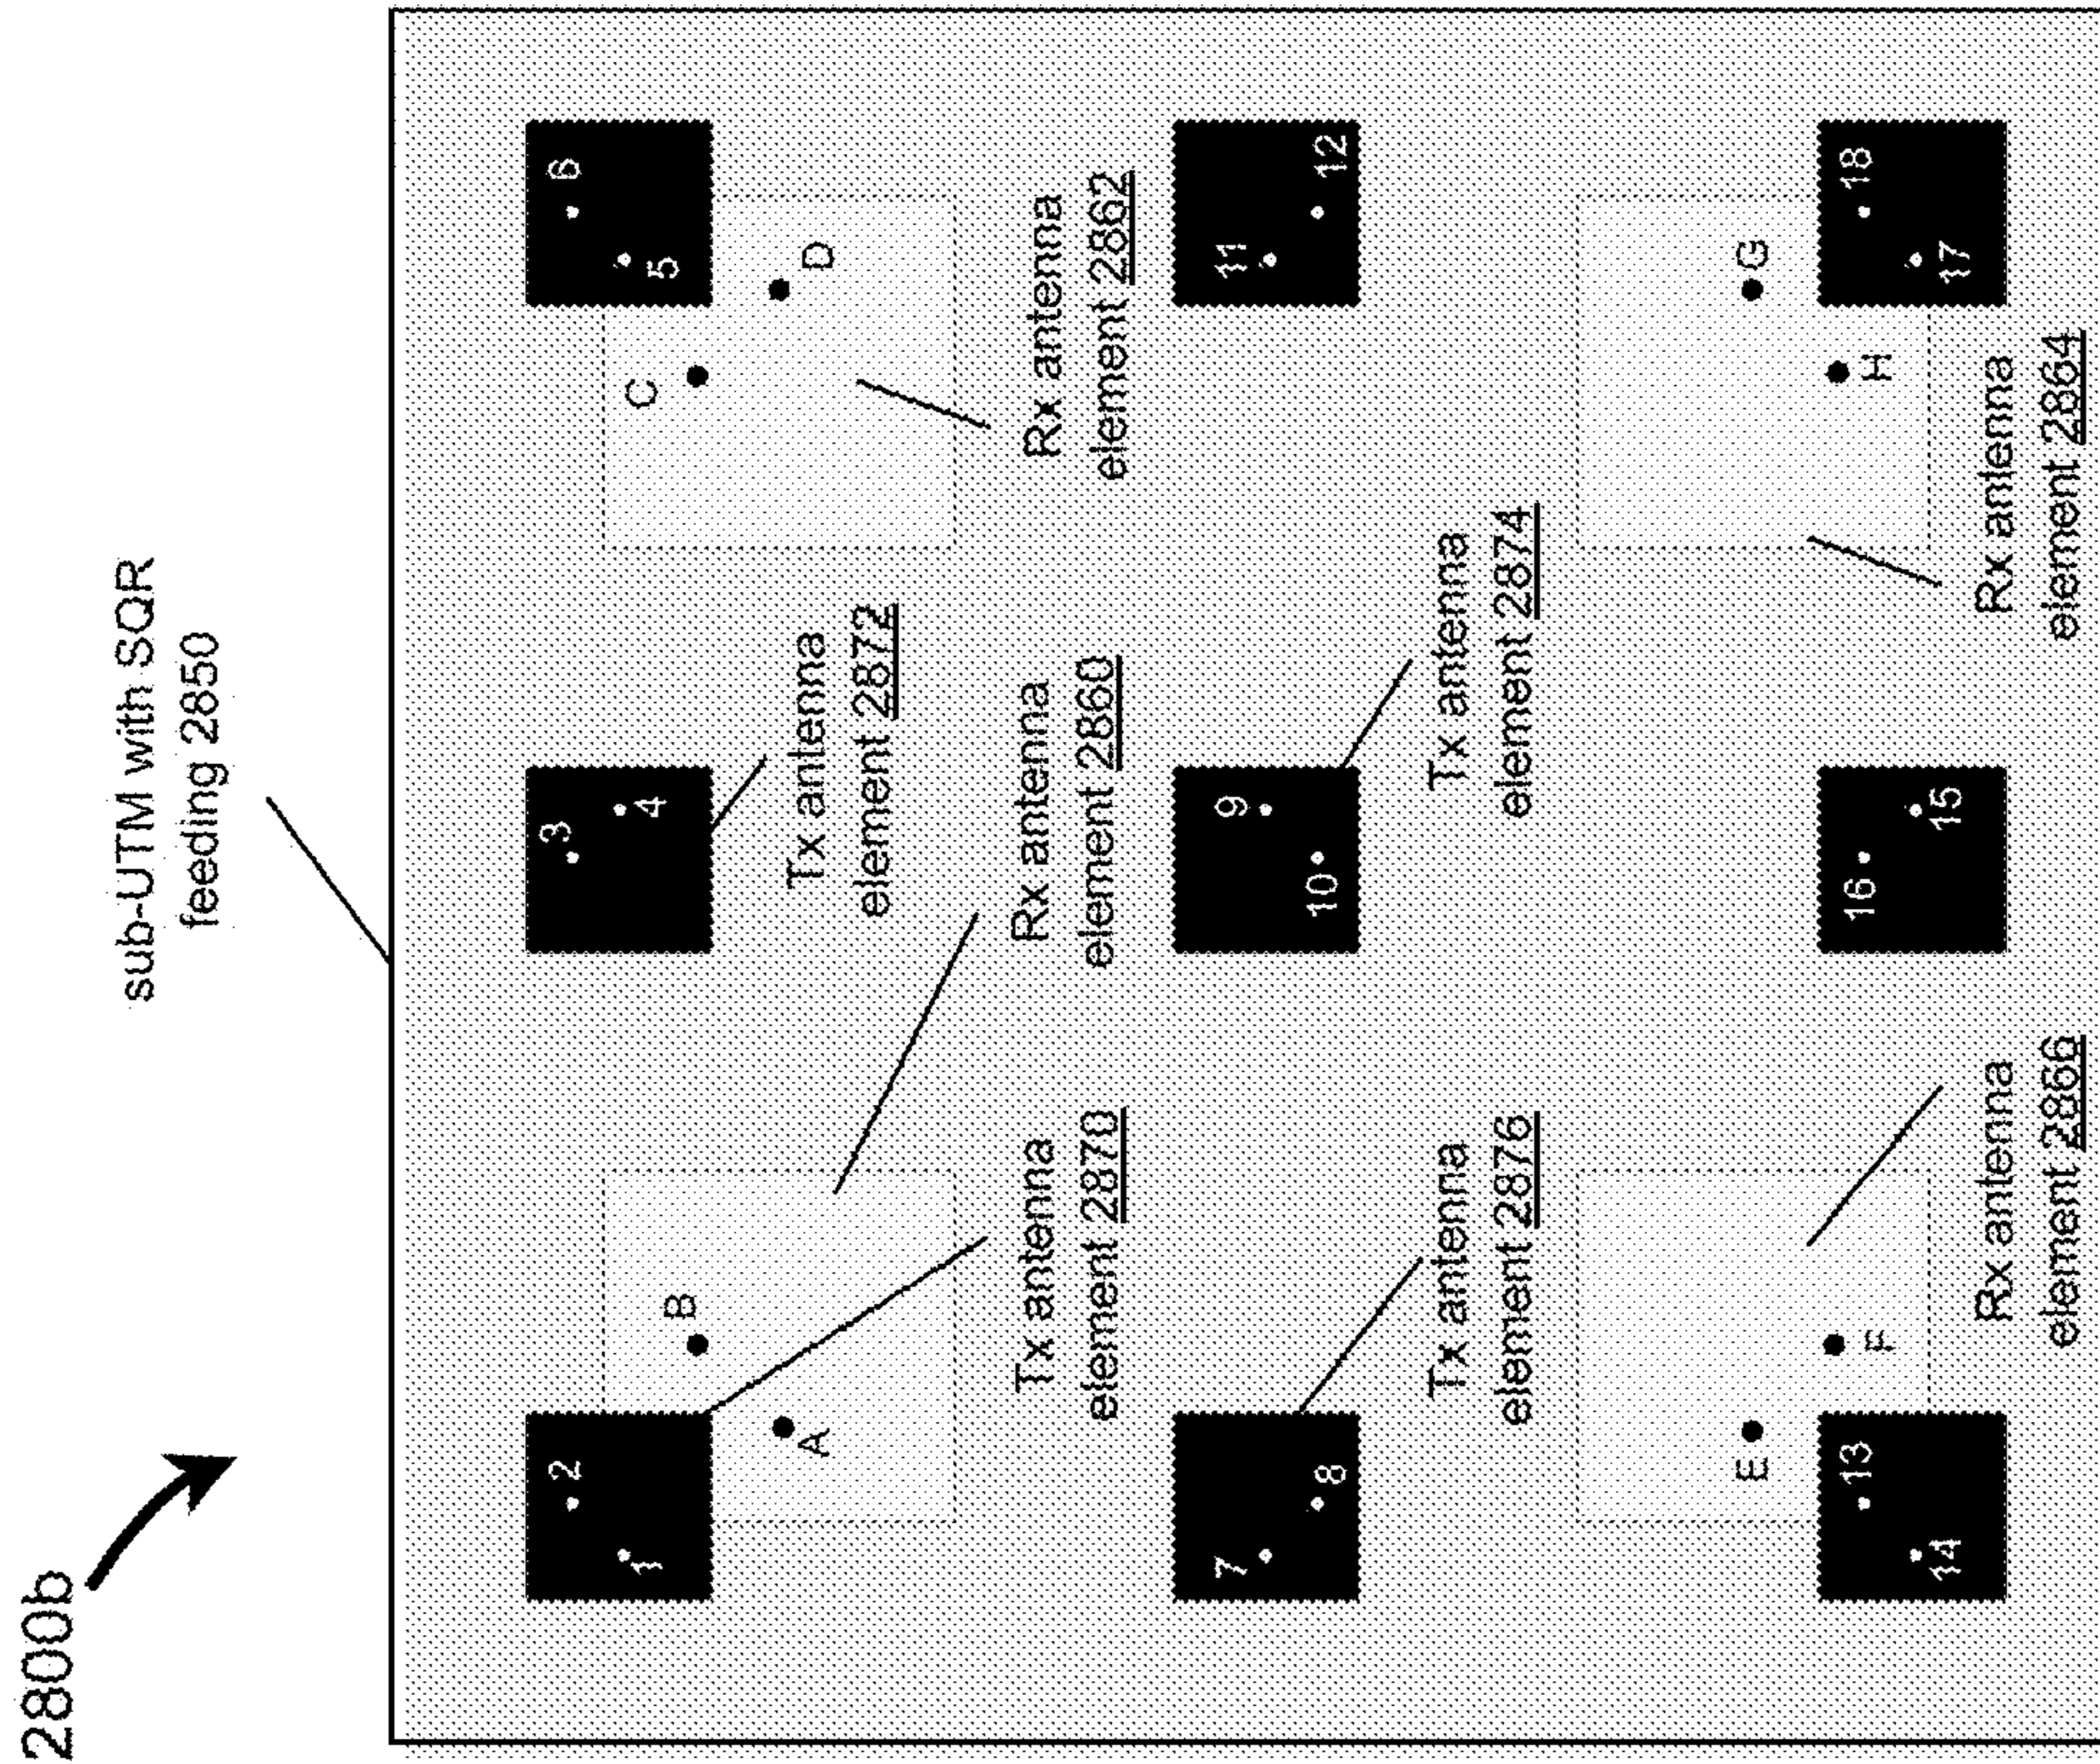 2800b
sub-UTM with SQR
feeding 2850
2
1
3
4
6
5
B
A
C
D
Tx antenna
element 2872
Rx antenna
element 2860
Rx antenna
element 2862
Tx antenna
element 2870
7
8
9
10
11
12
Tx antenna
element 2876
Tx antenna
element 2874
E
F
G
H
13
14
16
15
18
17
Rx antenna
element 2866
Rx antenna
element 2864